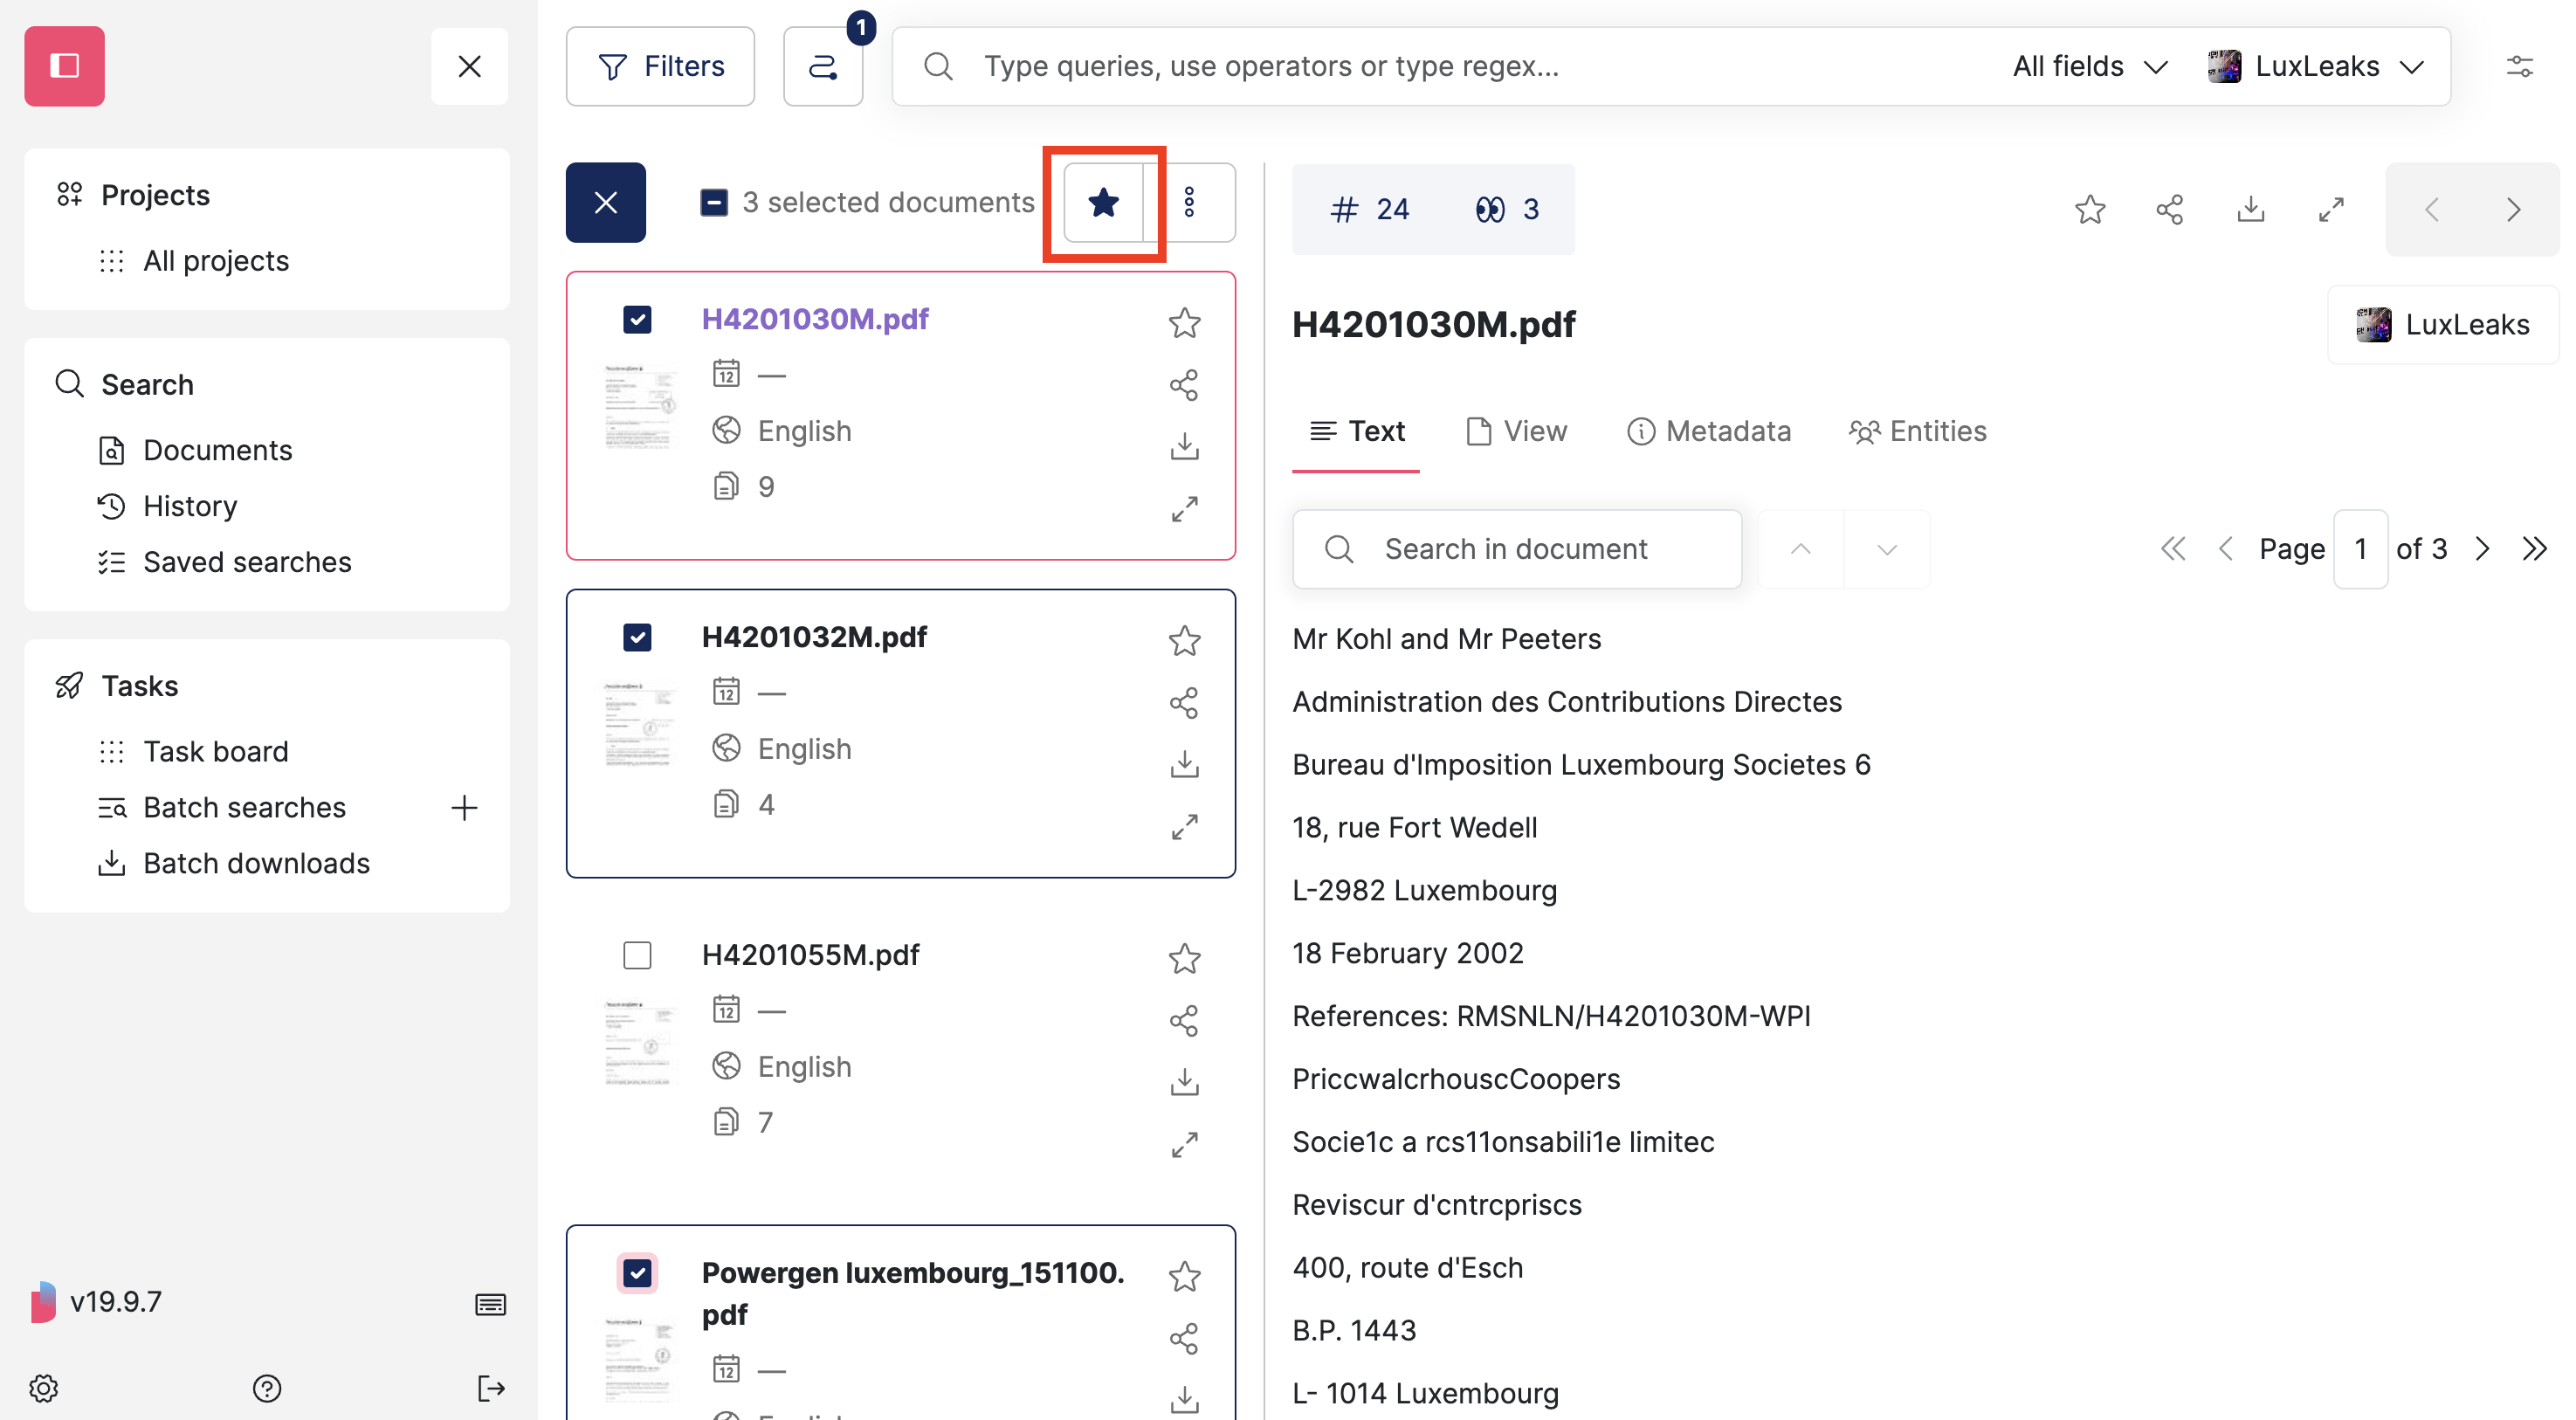 Filters
1
Type queries, use operators or type regex...
All fields
LuxLeaks
Projects
All projects
Search
Documents
History
Saved searches
Tasks
Task board
Batch searches
Batch downloads
v19.9.7
3 selected documents
H4201030M.pdf
12 —
English
9
H4201032M.pdf
12 —
English
4
H4201055M.pdf
12 —
English
7
Powergen luxembourg_151100.
pdf
12 —
# 24
3
H4201030M.pdf
LuxLeaks
Text
View
Metadata
Entities
Search in document
Page 1 of 3
Mr Kohl and Mr Peeters
Administration des Contributions Directes
Bureau d'Imposition Luxembourg Societes 6
18, rue Fort Wedell
L-2982 Luxembourg
18 February 2002
References: RMSNLN/H4201030M-WPI
PriccwalcrhouscCoopers
Socie1c a rcs11onsabili1e limitec
Reviscur d'cntrcpriscs
400, route d'Esch
B.P. 1443
L- 1014 Luxembourg